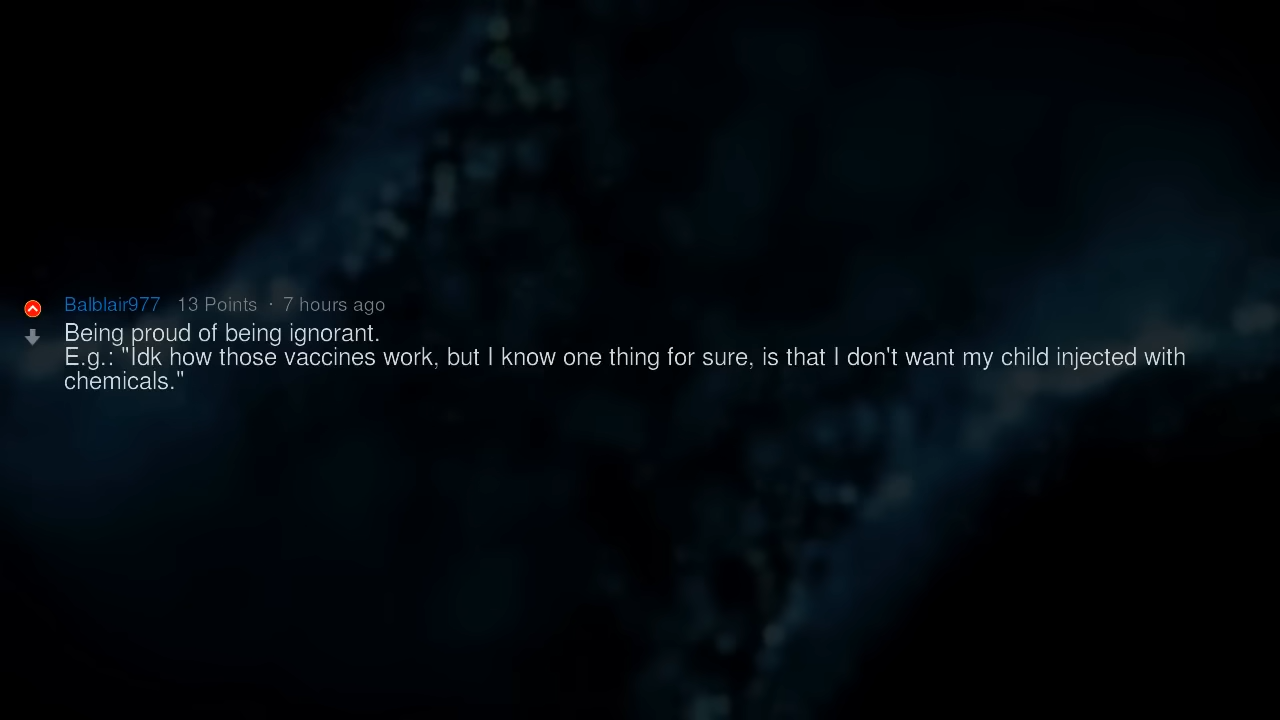 Balblair977 13 Points · 7 hours ago
Being proud of being ignorant.
E.g.: "Idk how those vaccines work, but I know one thing for sure, is that I don't want my child injected with
chemicals."